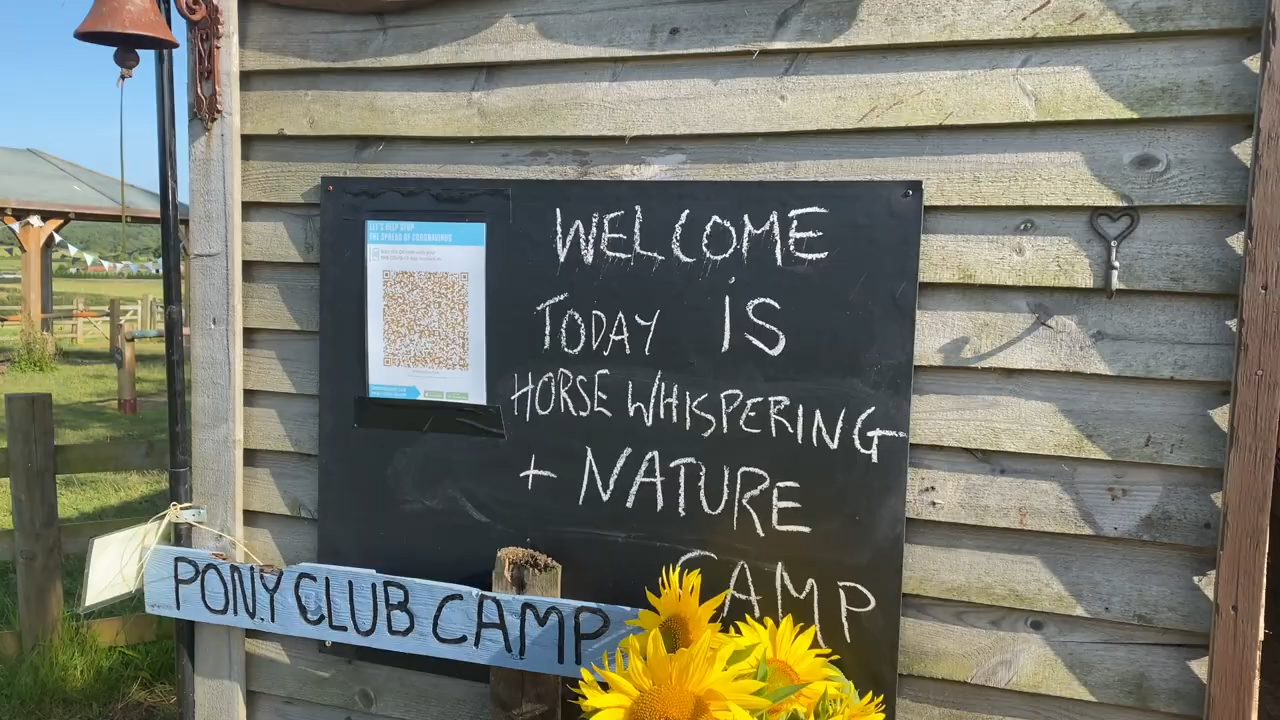 LET'S HELP STOP
THE SPREAD OF CORONAVIRUS
WELCOME
TODAY IS
HORSE WHISPERING
+ NATURE
CAMP
PONY CLUB CAMP